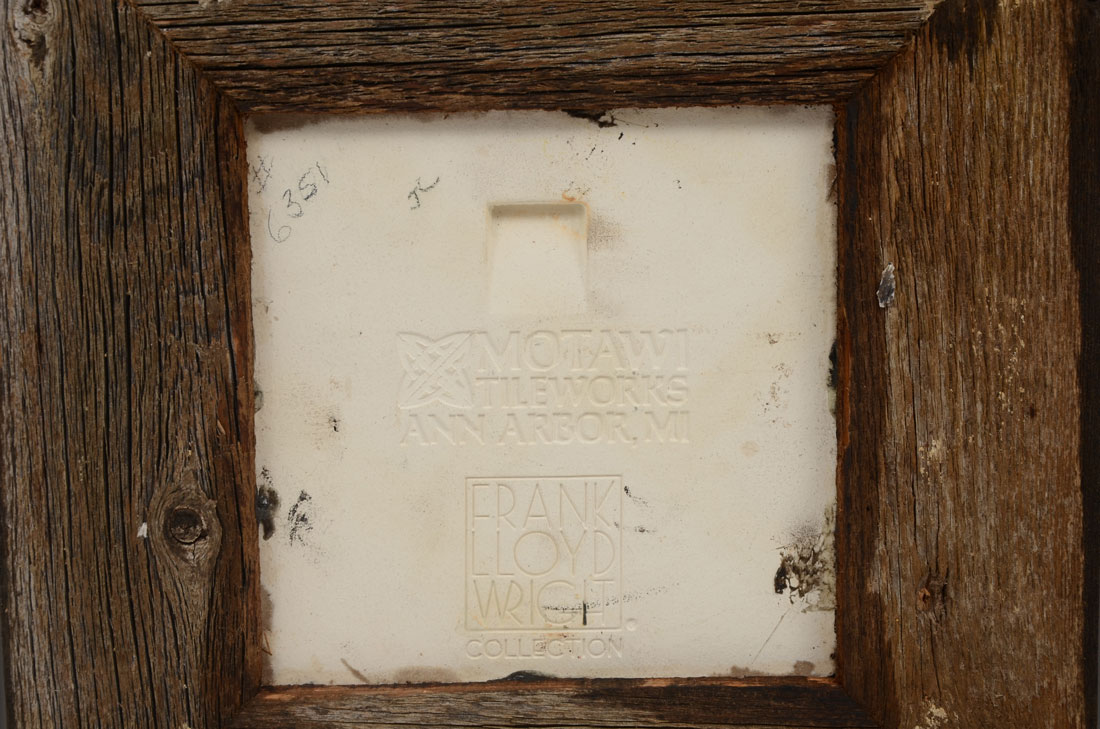 # 6351
MOTAWI
TILEWORKS
ANN ARBOR, MI
FRANK
LLOYD
WRIGHT
COLLECTION